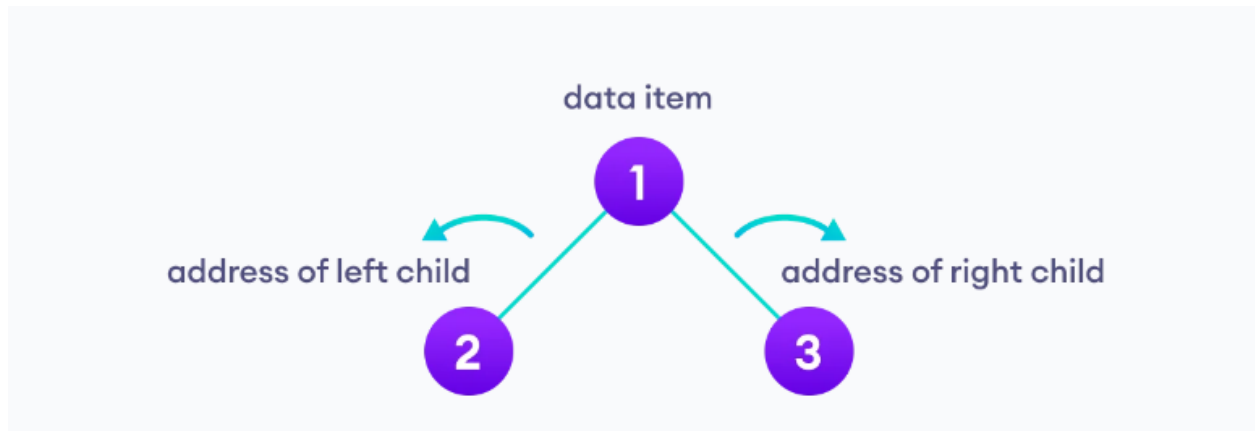 data item
1
address of left child
address of right child
2
3